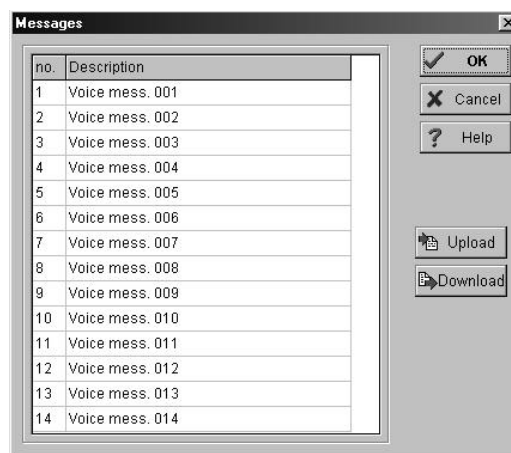 Messages
no. Description
1 Voice mess. 001
2 Voice mess. 002
3 Voice mess. 003
4 Voice mess. 004
5 Voice mess. 005
6 Voice mess. 006
7 Voice mess. 007
8 Voice mess. 008
9 Voice mess. 009
10 Voice mess. 010
11 Voice mess. 011
12 Voice mess. 012
13 Voice mess. 013
14 Voice mess. 014
OK
Cancel
? Help
Upload
Download